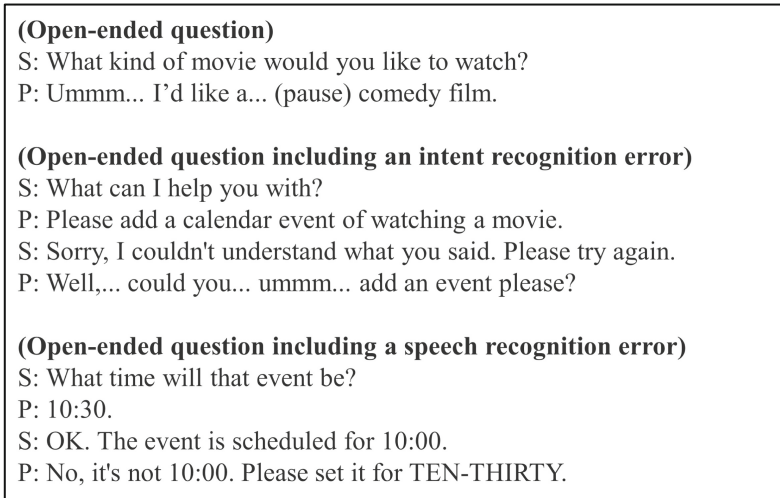 (Open-ended question)
S: What kind of movie would you like to watch?
P: Ummm... I'd like a... (pause) comedy film.
(Open-ended question including an intent recognition error)
S: What can I help you with?
P: Please add a calendar event of watching a movie.
S: Sorry, I couldn't understand what you said. Please try again.
P: Well,... could you... ummm... add an event please?
(Open-ended question including a speech recognition error)
S: What time will that event be?
P: 10:30.
S: OK. The event is scheduled for 10:00.
P: No, it's not 10:00. Please set it for TEN-THIRTY.